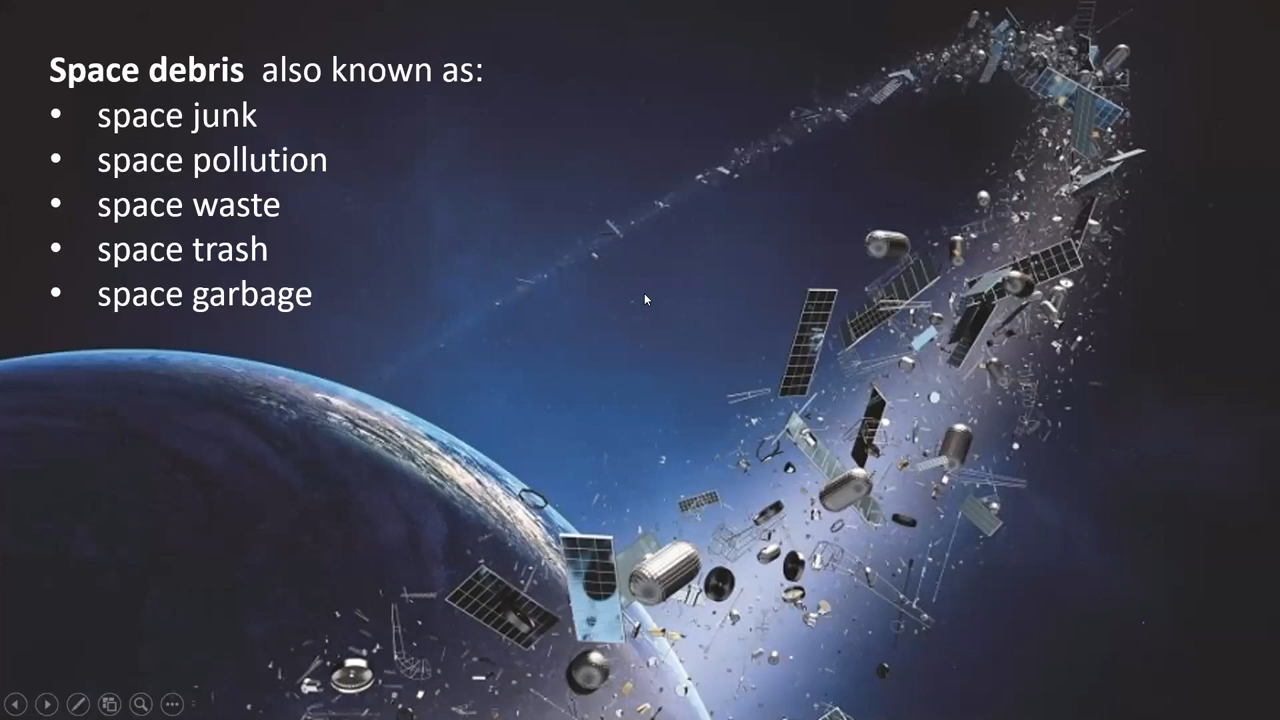 Space debris also known as:
• space junk
• space pollution
• space waste
• space trash
• space garbage